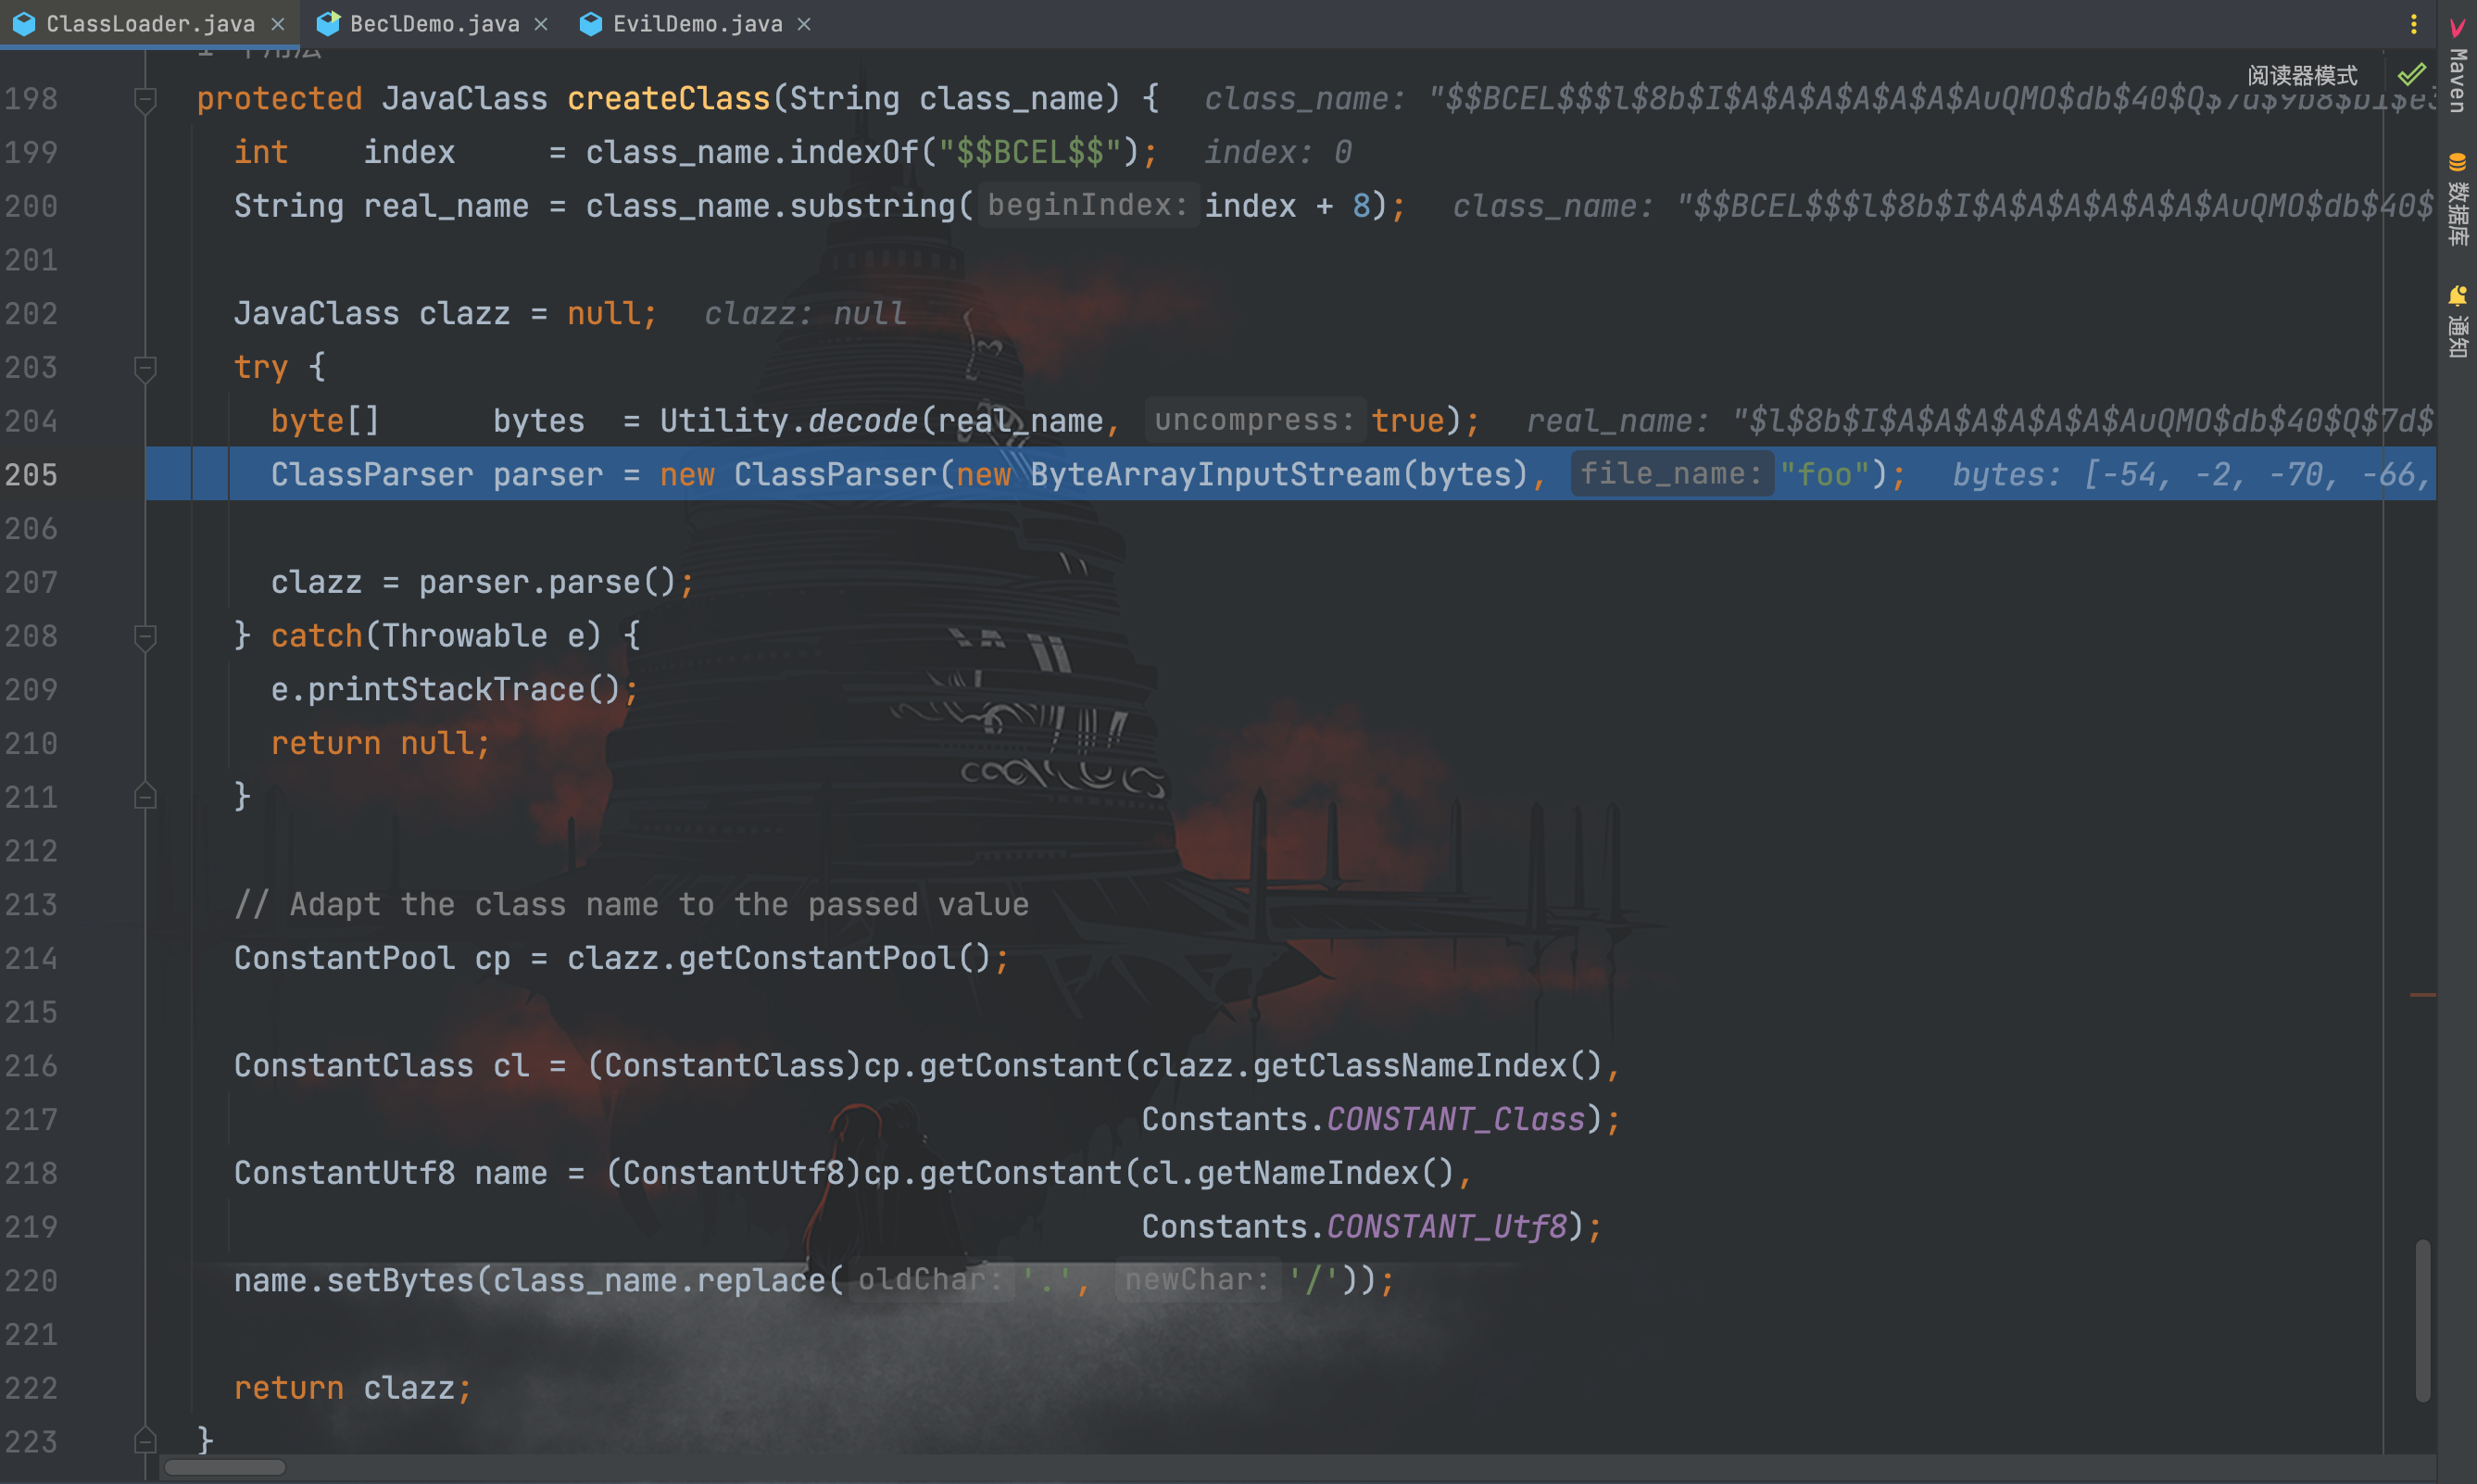 ClassLoader.java × BeclDemo.java × EvilDemo.java ×
阅读器模式
198 protected JavaClass createClass(String class_name) { class_name: "$$BCEL$$$l$8b$I$A$A$A$A$A$A$AuQMO$db$40$Q$7d$9b8$b1$e3
199 int index = class_name.indexOf("$$BCEL$$"); index: 0
200 String real_name = class_name.substring( beginIndex: index + 8); class_name: "$$BCEL$$$l$8b$I$A$A$A$A$A$A$AuQMO$db$40$
201
202 JavaClass clazz = null; clazz: null
203 try {
204 byte[] bytes = Utility.decode(real_name, uncompress: true); real_name: "$l$8b$I$A$A$A$A$A$A$AuQMO$db$40$Q$7d$
205 ClassParser parser = new ClassParser(new ByteArrayInputStream(bytes), file_name: "foo"); bytes: [-54, -2, -70, -66,
206
207 clazz = parser.parse();
208 } catch(Throwable e) {
209 e.printStackTrace();
210 return null;
211 }
212
213 // Adapt the class name to the passed value
214 ConstantPool cp = clazz.getConstantPool();
215
216 ConstantClass cl = (ConstantClass)cp.getConstant(clazz.getClassNameIndex(),
217 Constants.CONSTANT_Class);
218 ConstantUtf8 name = (ConstantUtf8)cp.getConstant(cl.getNameIndex(),
219 Constants.CONSTANT_Utf8);
220 name.setBytes(class_name.replace( oldChar: '.', newChar: '/'));
221
222 return clazz;
223 }
Maven
数据库
通知